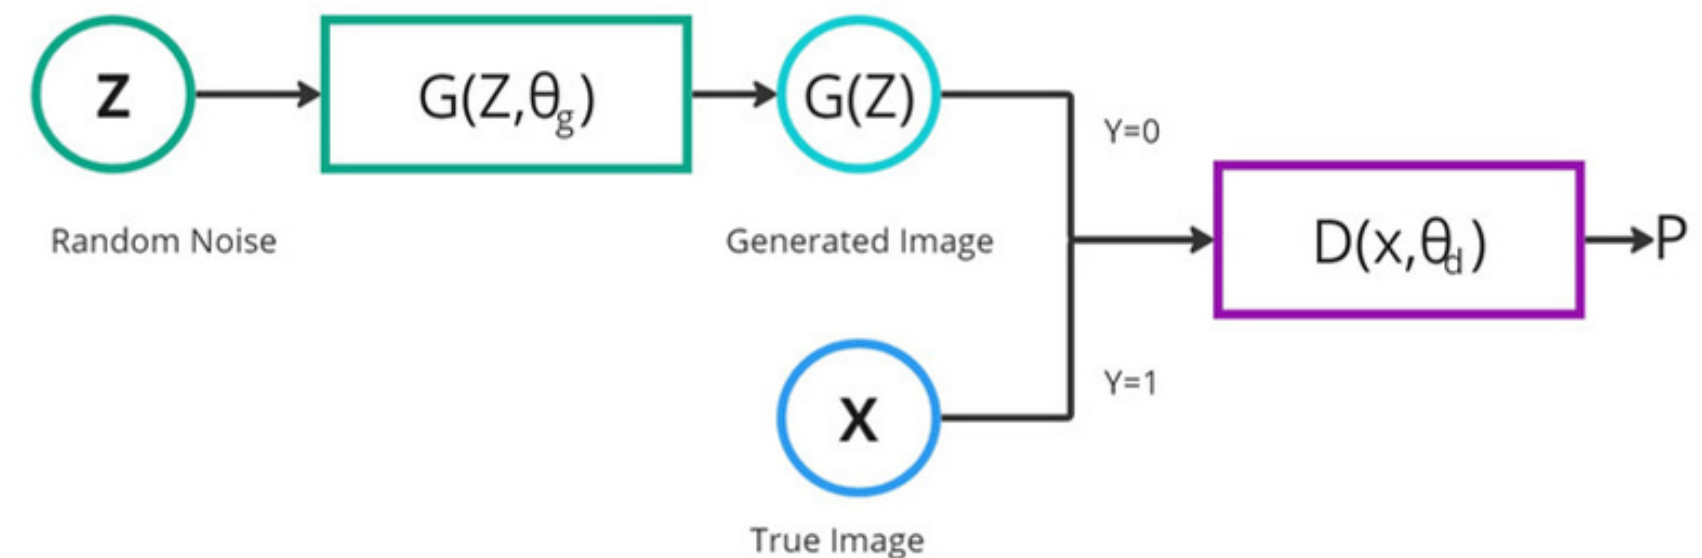 Z
G(Z,θg)
G(Z)
Y=0
Random Noise
Generated Image
D(x,θd)
P
Y=1
X
True Image